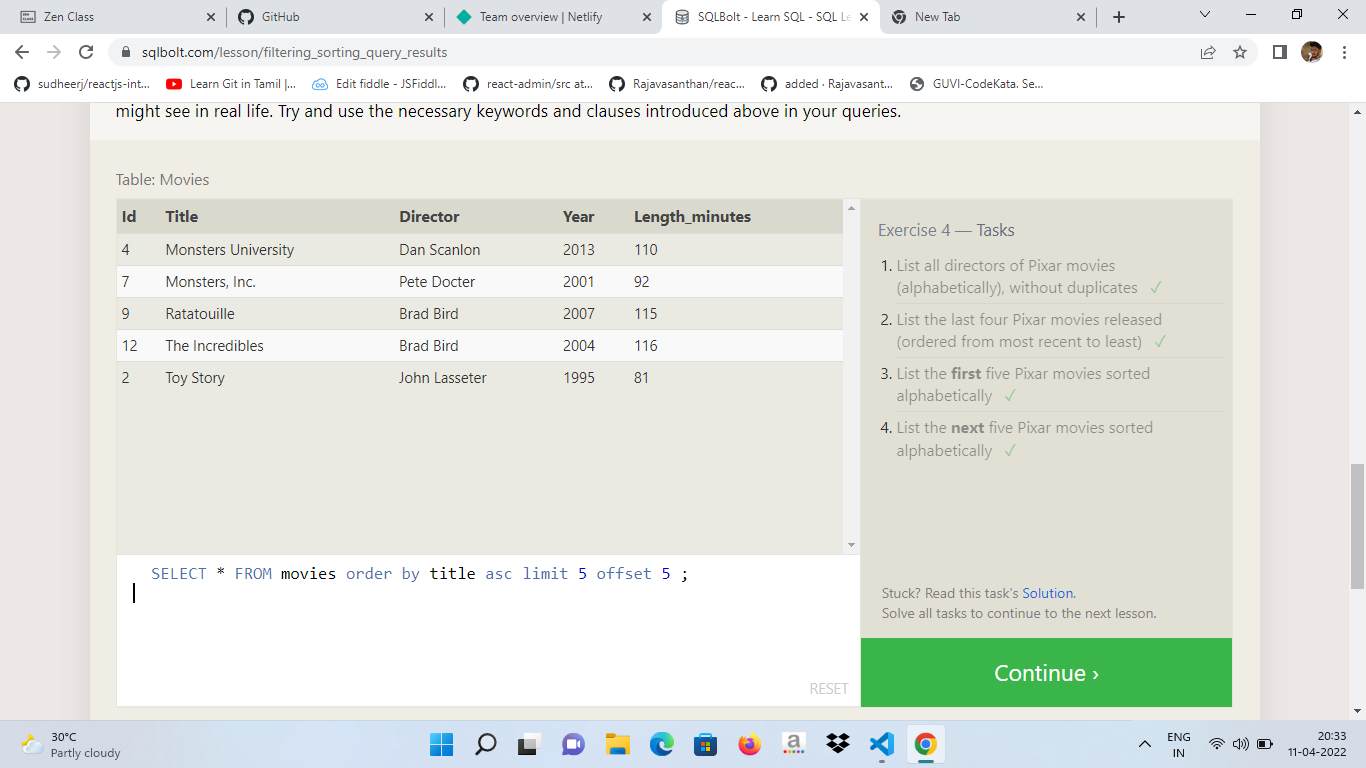 Zen Class
GitHub
Team overview | Netlify
SQLBolt - Learn SQL - SQL Le
New Tab
sqlbolt.com/lesson/filtering_sorting_query_results
sudheerj/reactjs-int...
Learn Git in Tamil |...
Edit fiddle - JSFiddl...
react-admin/src at...
Rajavasanthan/reac...
added · Rajavasant...
GUVI-CodeKata. Se...
might see in real life. Try and use the necessary keywords and clauses introduced above in your queries.
Table: Movies
Id Title Director Year Length_minutes
4 Monsters University Dan Scanlon 2013 110
7 Monsters, Inc. Pete Docter 2001 92
9 Ratatouille Brad Bird 2007 115
12 The Incredibles Brad Bird 2004 116
2 Toy Story John Lasseter 1995 81
SELECT * FROM movies order by title asc limit 5 offset 5 ;
RESET
Exercise 4 — Tasks
1. List all directors of Pixar movies
(alphabetically), without duplicates ✓
2. List the last four Pixar movies released
(ordered from most recent to least) ✓
3. List the first five Pixar movies sorted
alphabetically ✓
4. List the next five Pixar movies sorted
alphabetically ✓
Stuck? Read this task's Solution.
Solve all tasks to continue to the next lesson.
Continue ›
30°C
Partly cloudy
ENG
IN
20:33
11-04-2022